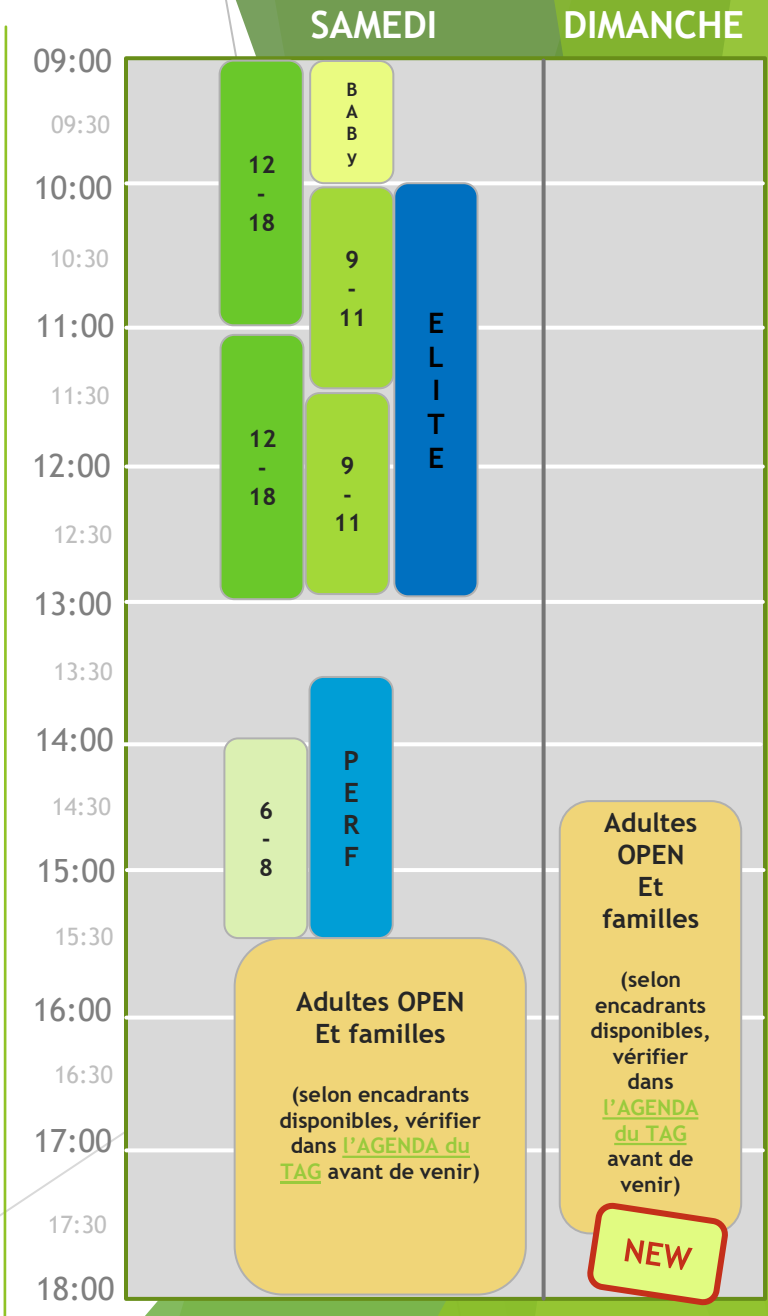 SAMEDI
DIMANCHE
09:00
09:30
10:00
10:30
11:00
11:30
12:00
12:30
13:00
13:30
14:00
14:30
15:00
15:30
16:00
16:30
17:00
17:30
18:00
12
-
18
B
A
B
y
9
-
11
E
L
I
T
E
12
-
18
9
-
11
6
-
8
P
E
R
F
Adultes OPEN
Et familles
(selon encadrants
disponibles, vérifier
dans l’AGENDA du
TAG avant de venir)
Adultes
OPEN
Et
familles
(selon
encadrants
disponibles,
vérifier
dans
l’AGENDA
du TAG
avant de
venir)
NEW